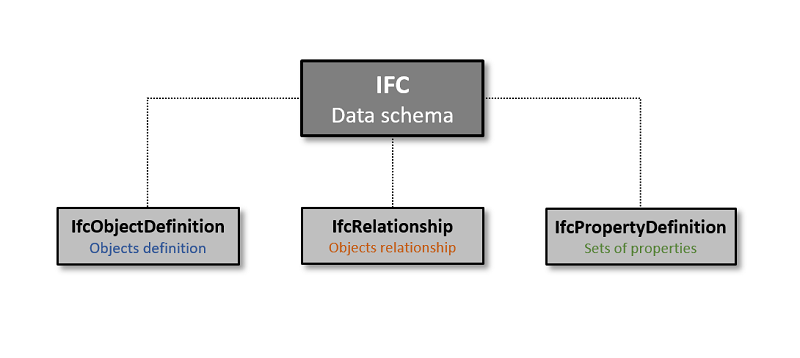 IFC
Data schema
IfcObjectDefinition
Objects definition
IfcRelationship
Objects relationship
IfcPropertyDefinition
Sets of properties